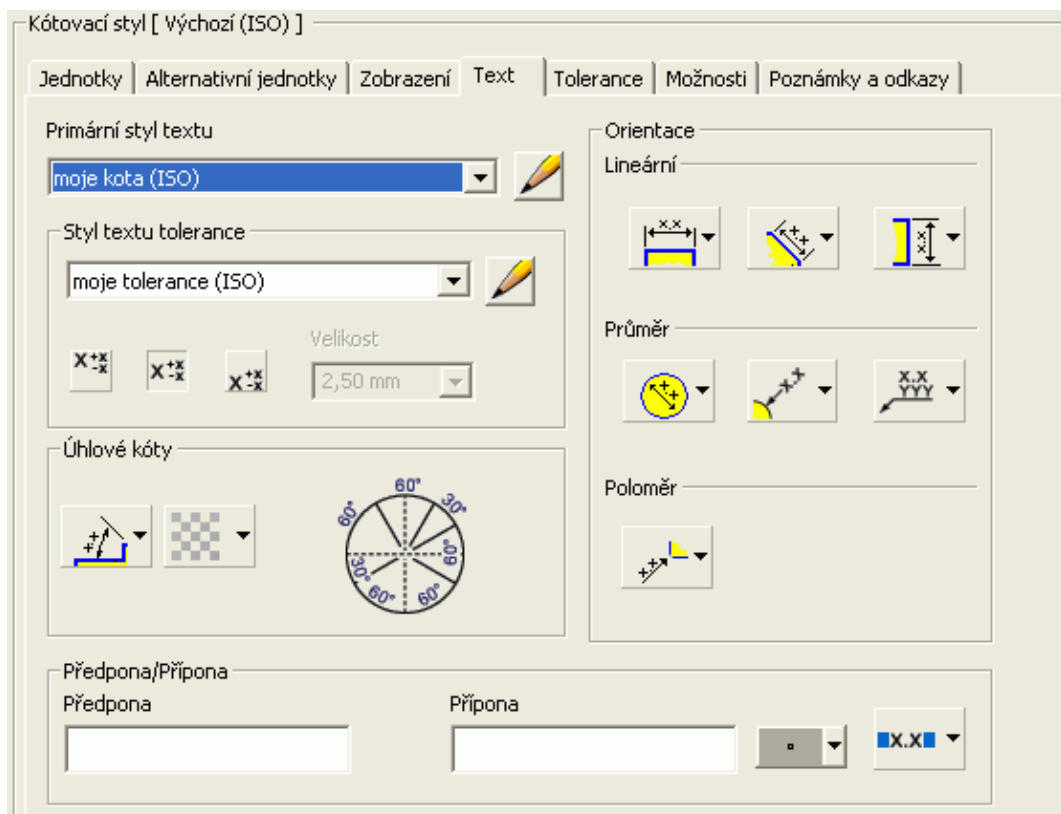 Kótovací styl [ Výchozí (ISO) ]
Jednotky Alternativní jednotky Zobrazení Text Tolerance Možnosti Poznámky a odkazy
Primární styl textu
moje kota (ISO)
Styl textu tolerance
moje tolerance (ISO)
X+x-x X+x-x X+x-x
Velikost
2,50 mm
Úhlové kóty
60° 60° 30° 60° 60° 60° 30°
Orientace
Lineární
x.x
Průměr
x.x
X.X
YYY
Poloměr
Předpona/Přípona
Předpona
Přípona
X.X